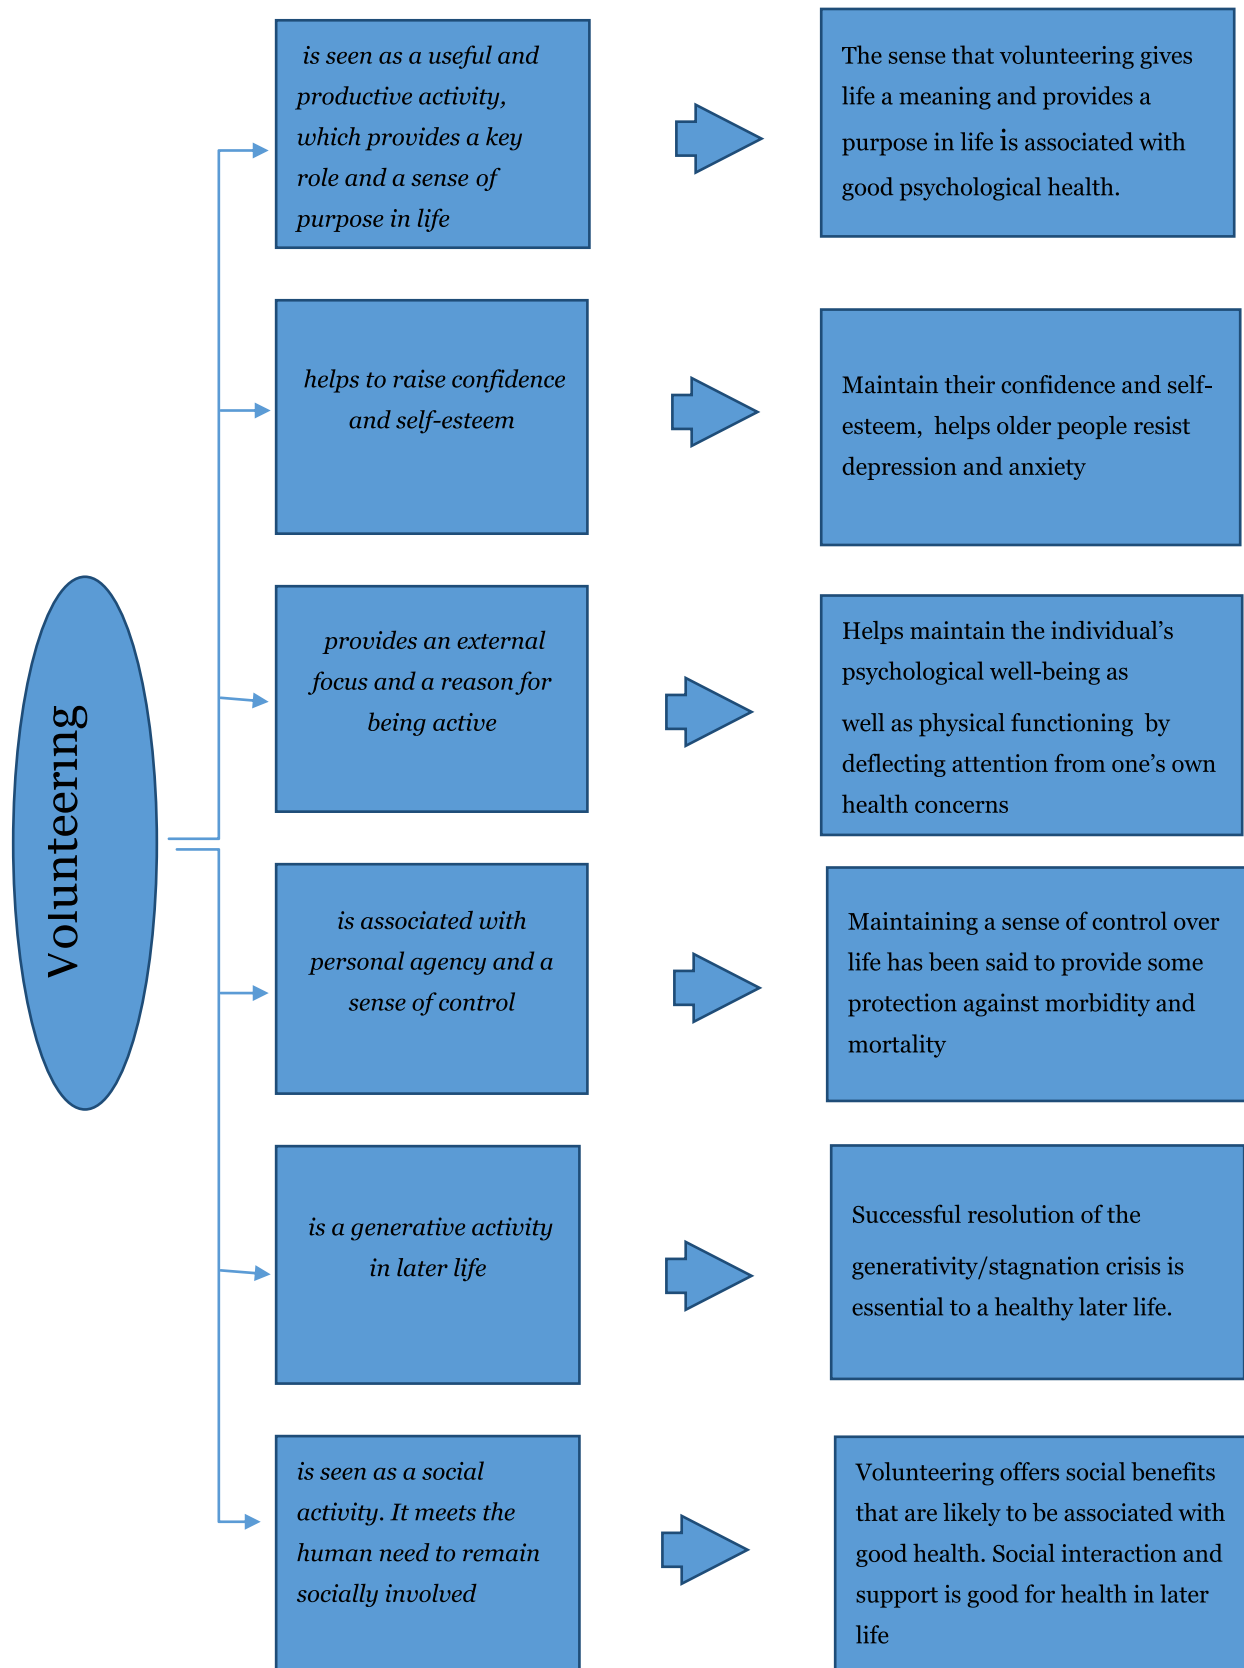 is seen as a useful and
productive activity,
which provides a key
role and a sense of
purpose in life
The sense that volunteering gives
life a meaning and provides a
purpose in life is associated with
good psychological health.
helps to raise confidence
and self-esteem
Maintain their confidence and self-
esteem, helps older people resist
depression and anxiety
Volunteering
provides an external
focus and a reason for
being active
Helps maintain the individual’s
psychological well-being as
well as physical functioning by
deflecting attention from one’s own
health concerns
is associated with
personal agency and a
sense of control
Maintaining a sense of control over
life has been said to provide some
protection against morbidity and
mortality
is a generative activity
in later life
Successful resolution of the
generativity/stagnation crisis is
essential to a healthy later life.
is seen as a social
activity. It meets the
human need to remain
socially involved
Volunteering offers social benefits
that are likely to be associated with
good health. Social interaction and
support is good for health in later
life